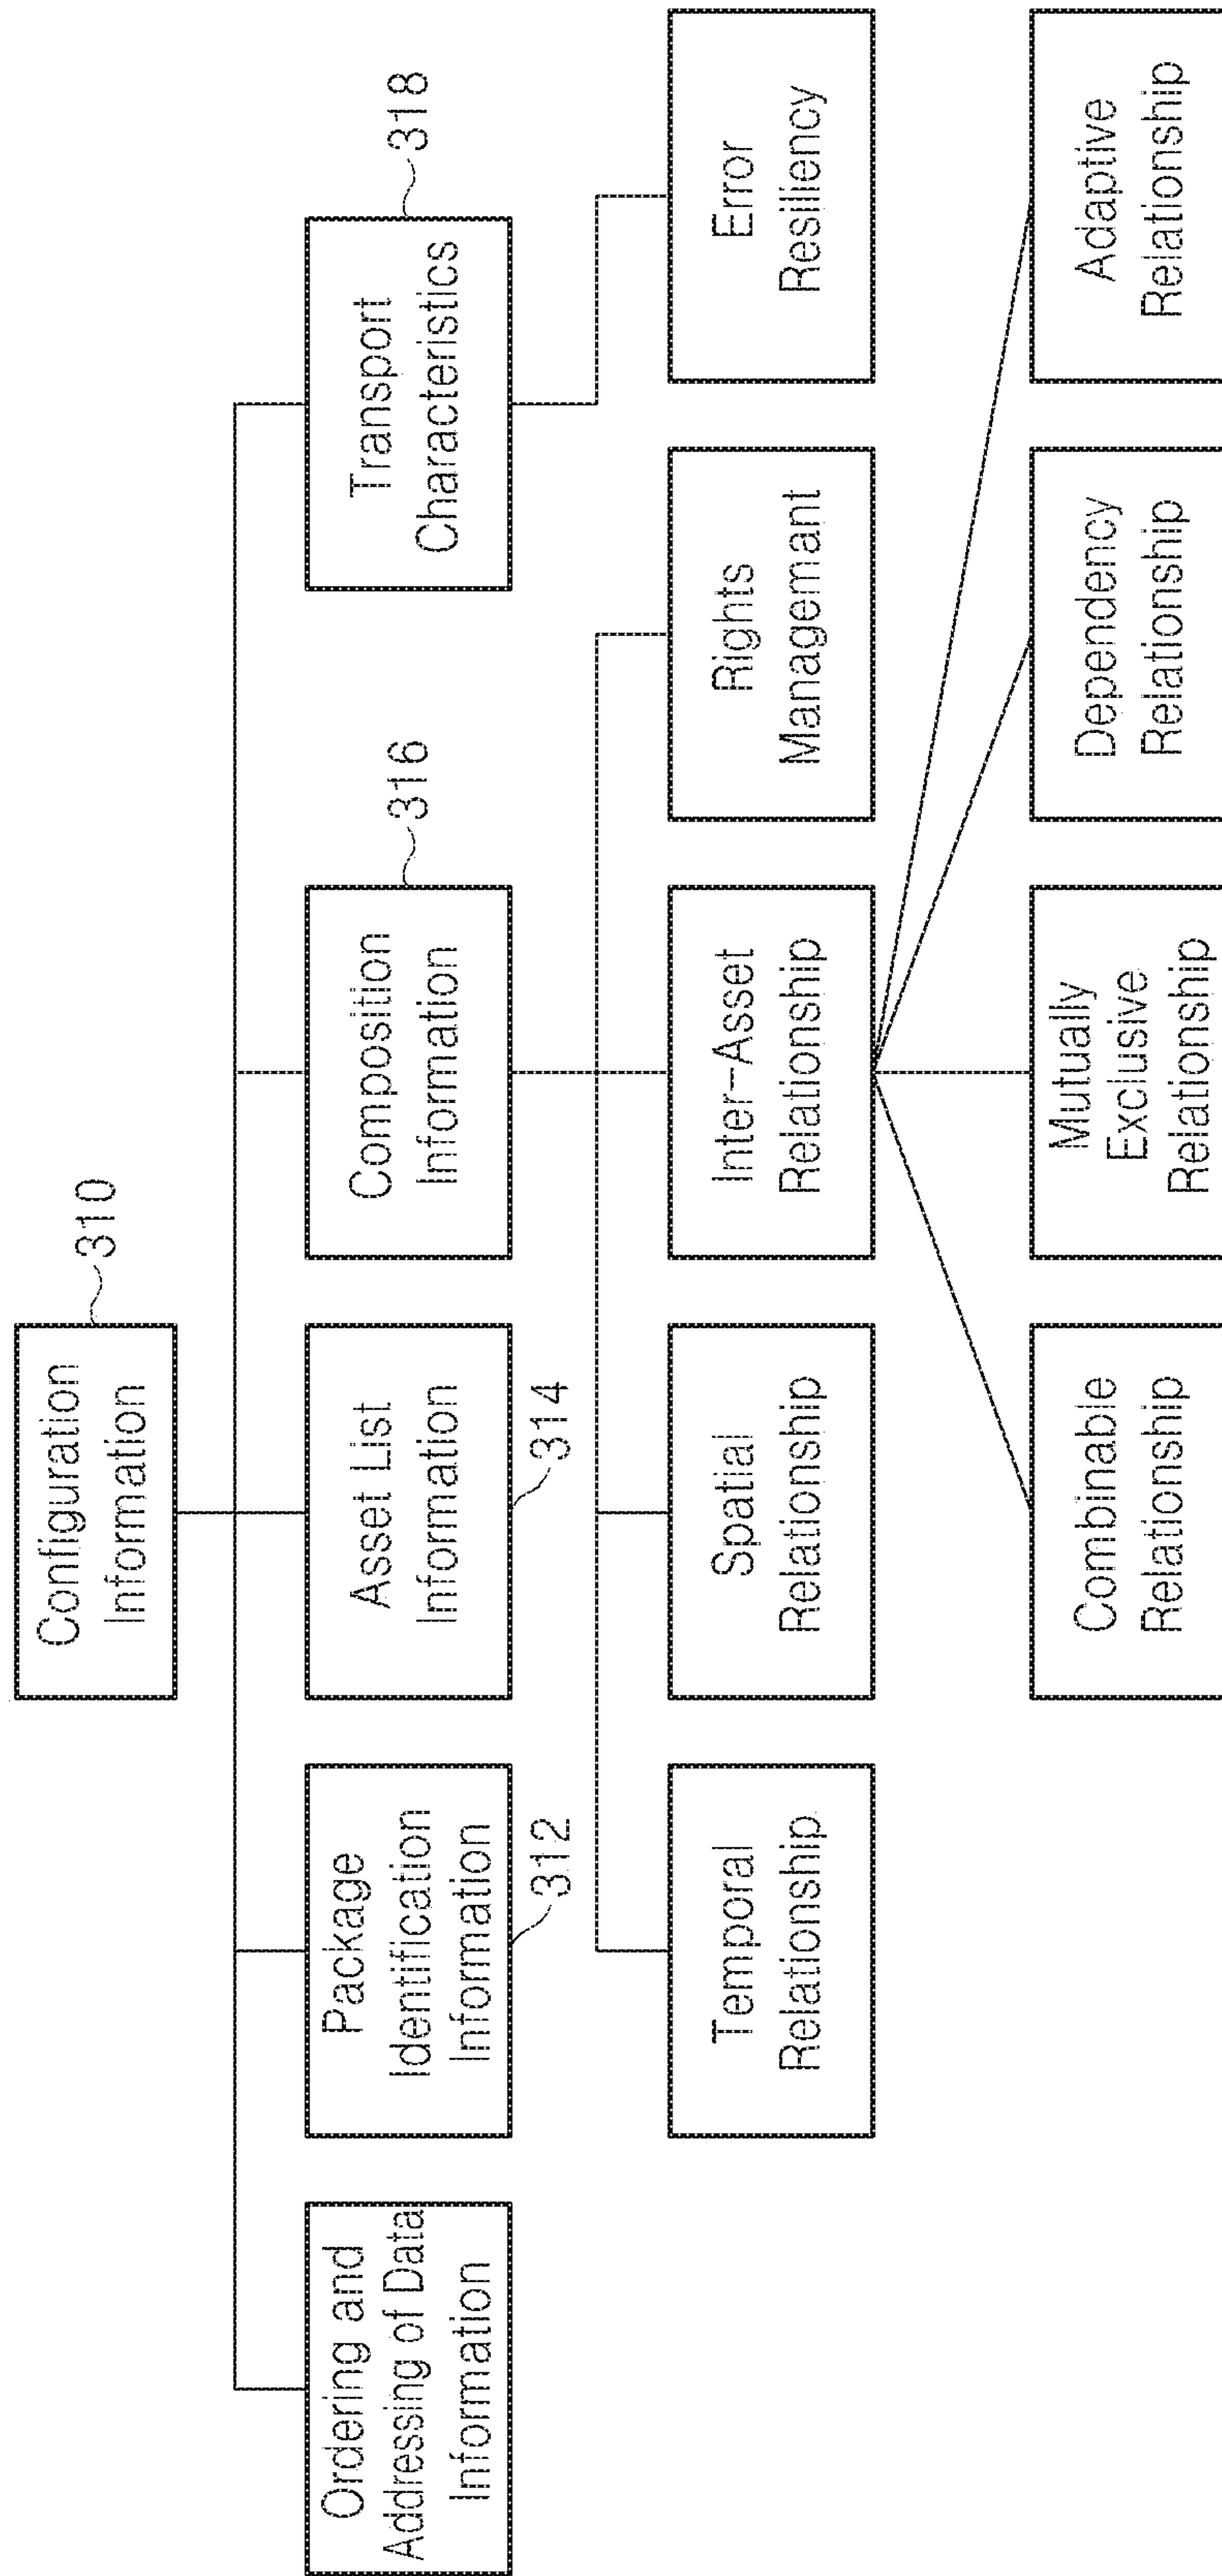 Configuration
Information
310
Ordering and
Addressing of Data
Information
Package
Identification
Information
312
Asset List
Information
314
Composition
Information
316
Transport
Characteristics
318
Temporal
Relationship
Spatial
Relationship
Inter-Asset
Relationship
Rights
Managemant
Error
Resiliency
Combinable
Relationship
Mutually
Exclusive
Relationship
Dependency
Relationship
Adaptive
Relationship